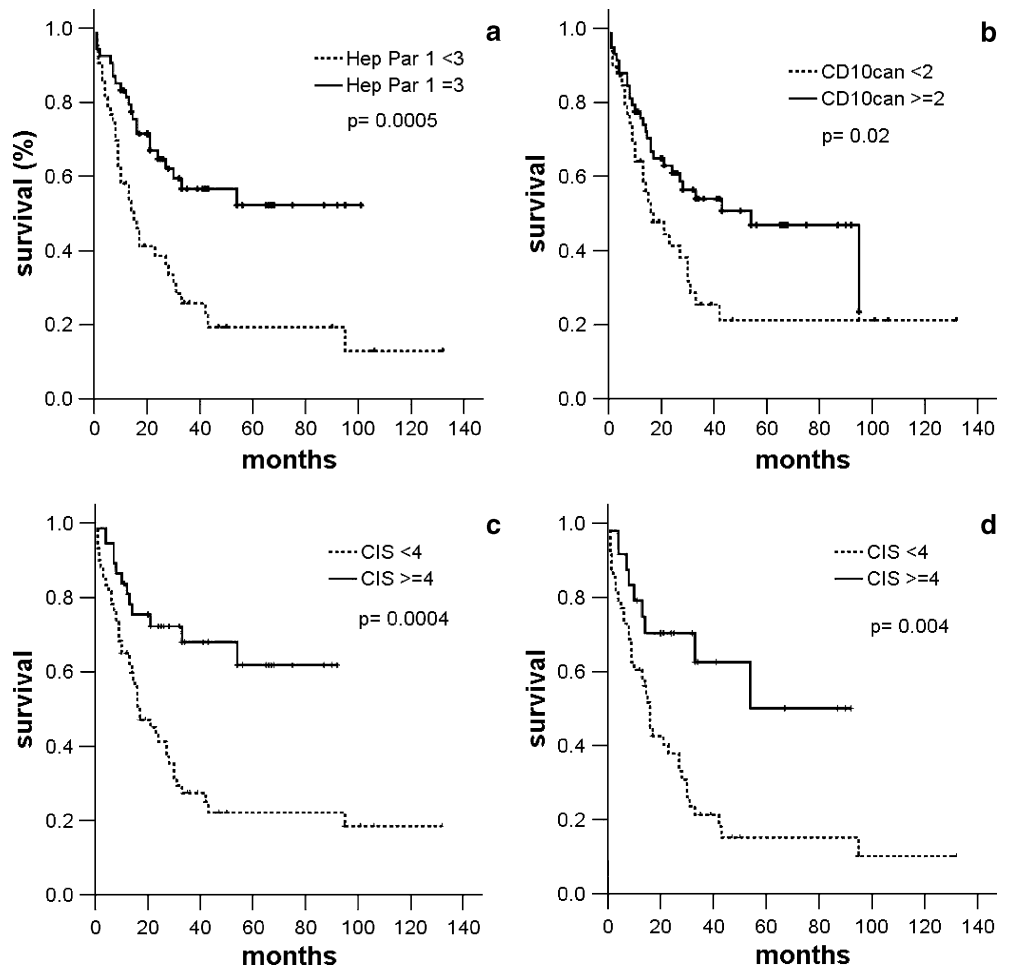 a
1.0
0.8
0.6
0.4
0.2
0.0
survival (%)
Hep Par 1 <3
Hep Par 1 =3
p= 0.0005
0 20 40 60 80 100 120 140
months
b
1.0
0.8
0.6
0.4
0.2
0.0
survival
CD10can <2
CD10can >=2
p= 0.02
0 20 40 60 80 100 120 140
months
c
1.0
0.8
0.6
0.4
0.2
0.0
survival
CIS <4
CIS >=4
p= 0.0004
0 20 40 60 80 100 120 140
months
d
1.0
0.8
0.6
0.4
0.2
0.0
survival
CIS <4
CIS >=4
p= 0.004
0 20 40 60 80 100 120 140
months